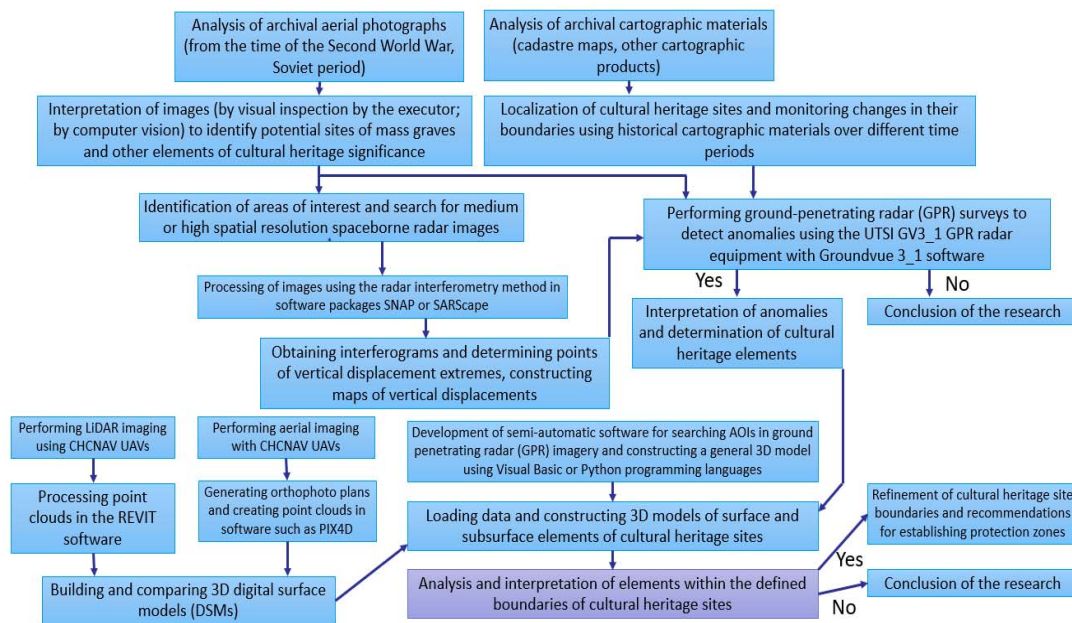 Analysis of archival aerial photographs
(from the time of the Second World War,
Soviet period)
Analysis of archival cartographic materials
(cadastre maps, other cartographic
products)
Interpretation of images (by visual inspection by the executor;
by computer vision) to identify potential sites of mass graves
and other elements of cultural heritage significance
Localization of cultural heritage sites and monitoring changes in their
boundaries using historical cartographic materials over different time
periods
Identification of areas of interest and search for medium
or high spatial resolution spaceborne radar images
Performing ground-penetrating radar (GPR) surveys to
detect anomalies using the UTSI GV3_1 GPR radar
equipment with Groundvue 3_1 software
Yes
No
Processing of images using the radar interferometry method in
software packages SNAP or SARScape
Interpretation of anomalies
and determination of cultural
heritage elements
Conclusion of the research
Obtaining interferograms and determining points
of vertical displacement extremes, constructing
maps of vertical displacements
Performing LiDAR imaging
using CHCNAV UAVs
Performing aerial imaging
with CHCNAV UAVs
Development of semi-automatic software for searching AOIs in ground
penetrating radar (GPR) imagery and constructing a general 3D model
using Visual Basic or Python programming languages
Processing point
clouds in the REVIT
software
Generating orthophoto plans
and creating point clouds in
software such as PIX4D
Loading data and constructing 3D models of surface and
subsurface elements of cultural heritage sites
Refinement of cultural heritage site
boundaries and recommendations
for establishing protection zones
Yes
Building and comparing 3D digital surface
models (DSMs)
Analysis and interpretation of elements within the defined
boundaries of cultural heritage sites
No
Conclusion of the research